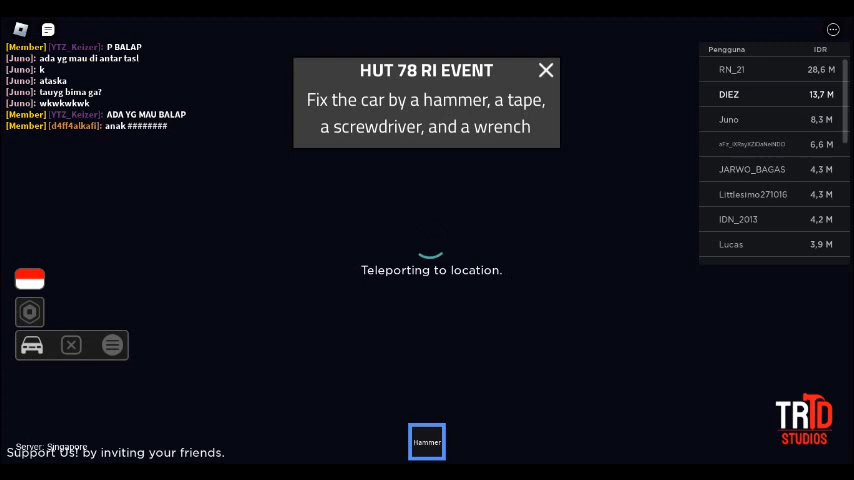 [Member] [YTZ_Keizer]: P BALAP
[Juno]: ada yg mau di antar tasl
[Juno]: k
[Juno]: ataska
[Juno]: tauyg bima ga?
[Juno]: wkwkwkwk
[Member] [YTZ_Keizer]: ADA YG MAU BALAP
[Member] [d4ff4alkafi]: anak ########
HUT 78 RI EVENT
Fix the car by a hammer, a tape,
a screwdriver, and a wrench
Pengguna IDR
RN_21 28,6 M
DIEZ 13,7 M
Juno 8,3 M
6,6 M
JARWO_BAGAS 4,3 M
Littlesimo271016 4,3 M
IDN_2013 4,2 M
Lucas 3,9 M
Teleporting to location.
TRTD
STUDIOS
Hammer
Server: Singapore
Support Us! by inviting your friends.